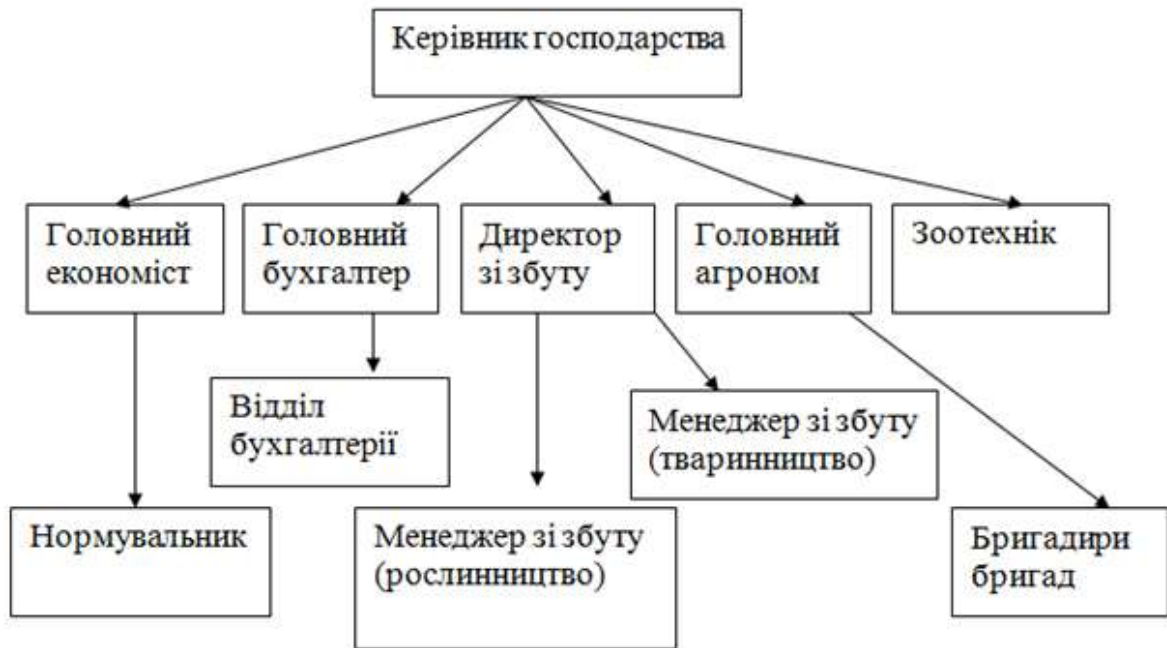 Керівник господарства
Головний
економіст
Головний
бухгалтер
Директор
зі збуту
Головний
агроном
Зоотехнік
Відділ
бухгалтерії
Менеджер зі збуту
(тваринництво)
Нормувальник
Менеджер зі збуту
(рослинництво)
Бригадири
бригад